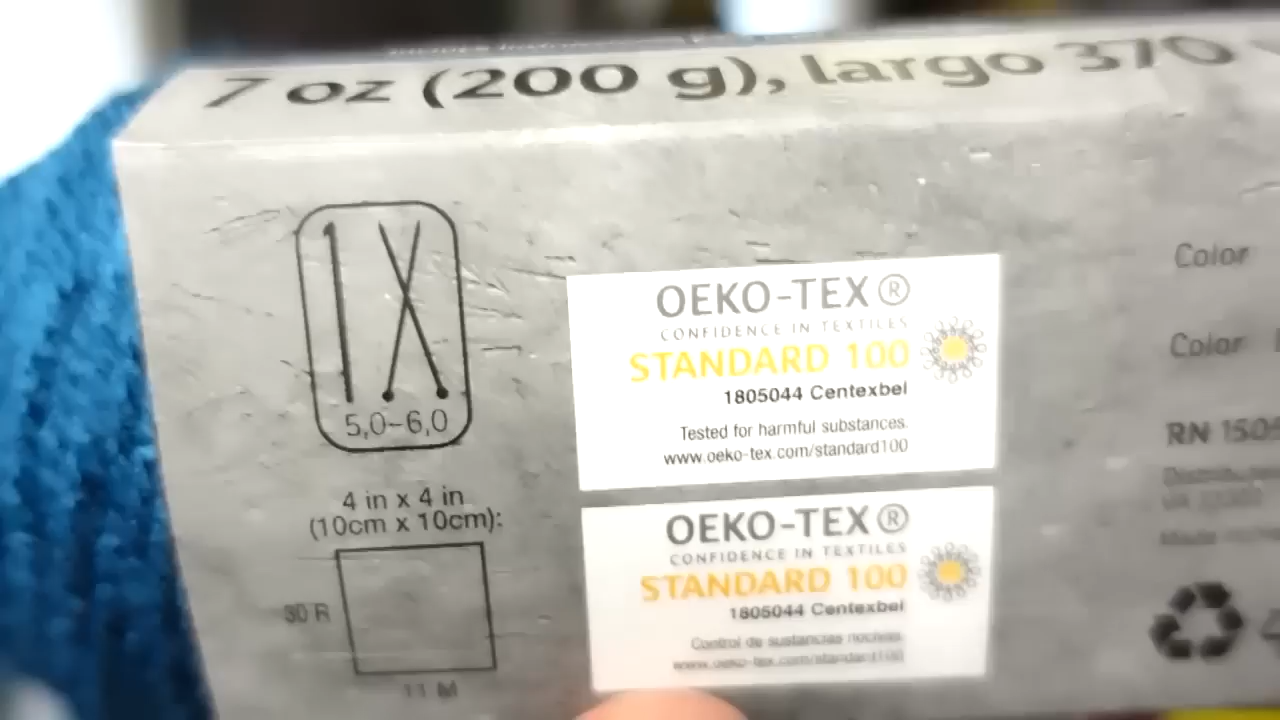 7 oz (200 g), largo 370
5,0-6,0
4 in x 4 in
(10cm x 10cm):
30 R
11 M
OEKO-TEX®
CONFIDENCE IN TEXTILES
STANDARD 100
1805044 Centexbel
Tested for harmful substances.
www.oeko-tex.com/standard100
OEKO-TEX®
CONFIDENCE IN TEXTILES
STANDARD 100
1805044 Centexbel
Control de sustancias nocivas.
www.oeko-tex.com/standard100
Color
Color
RN